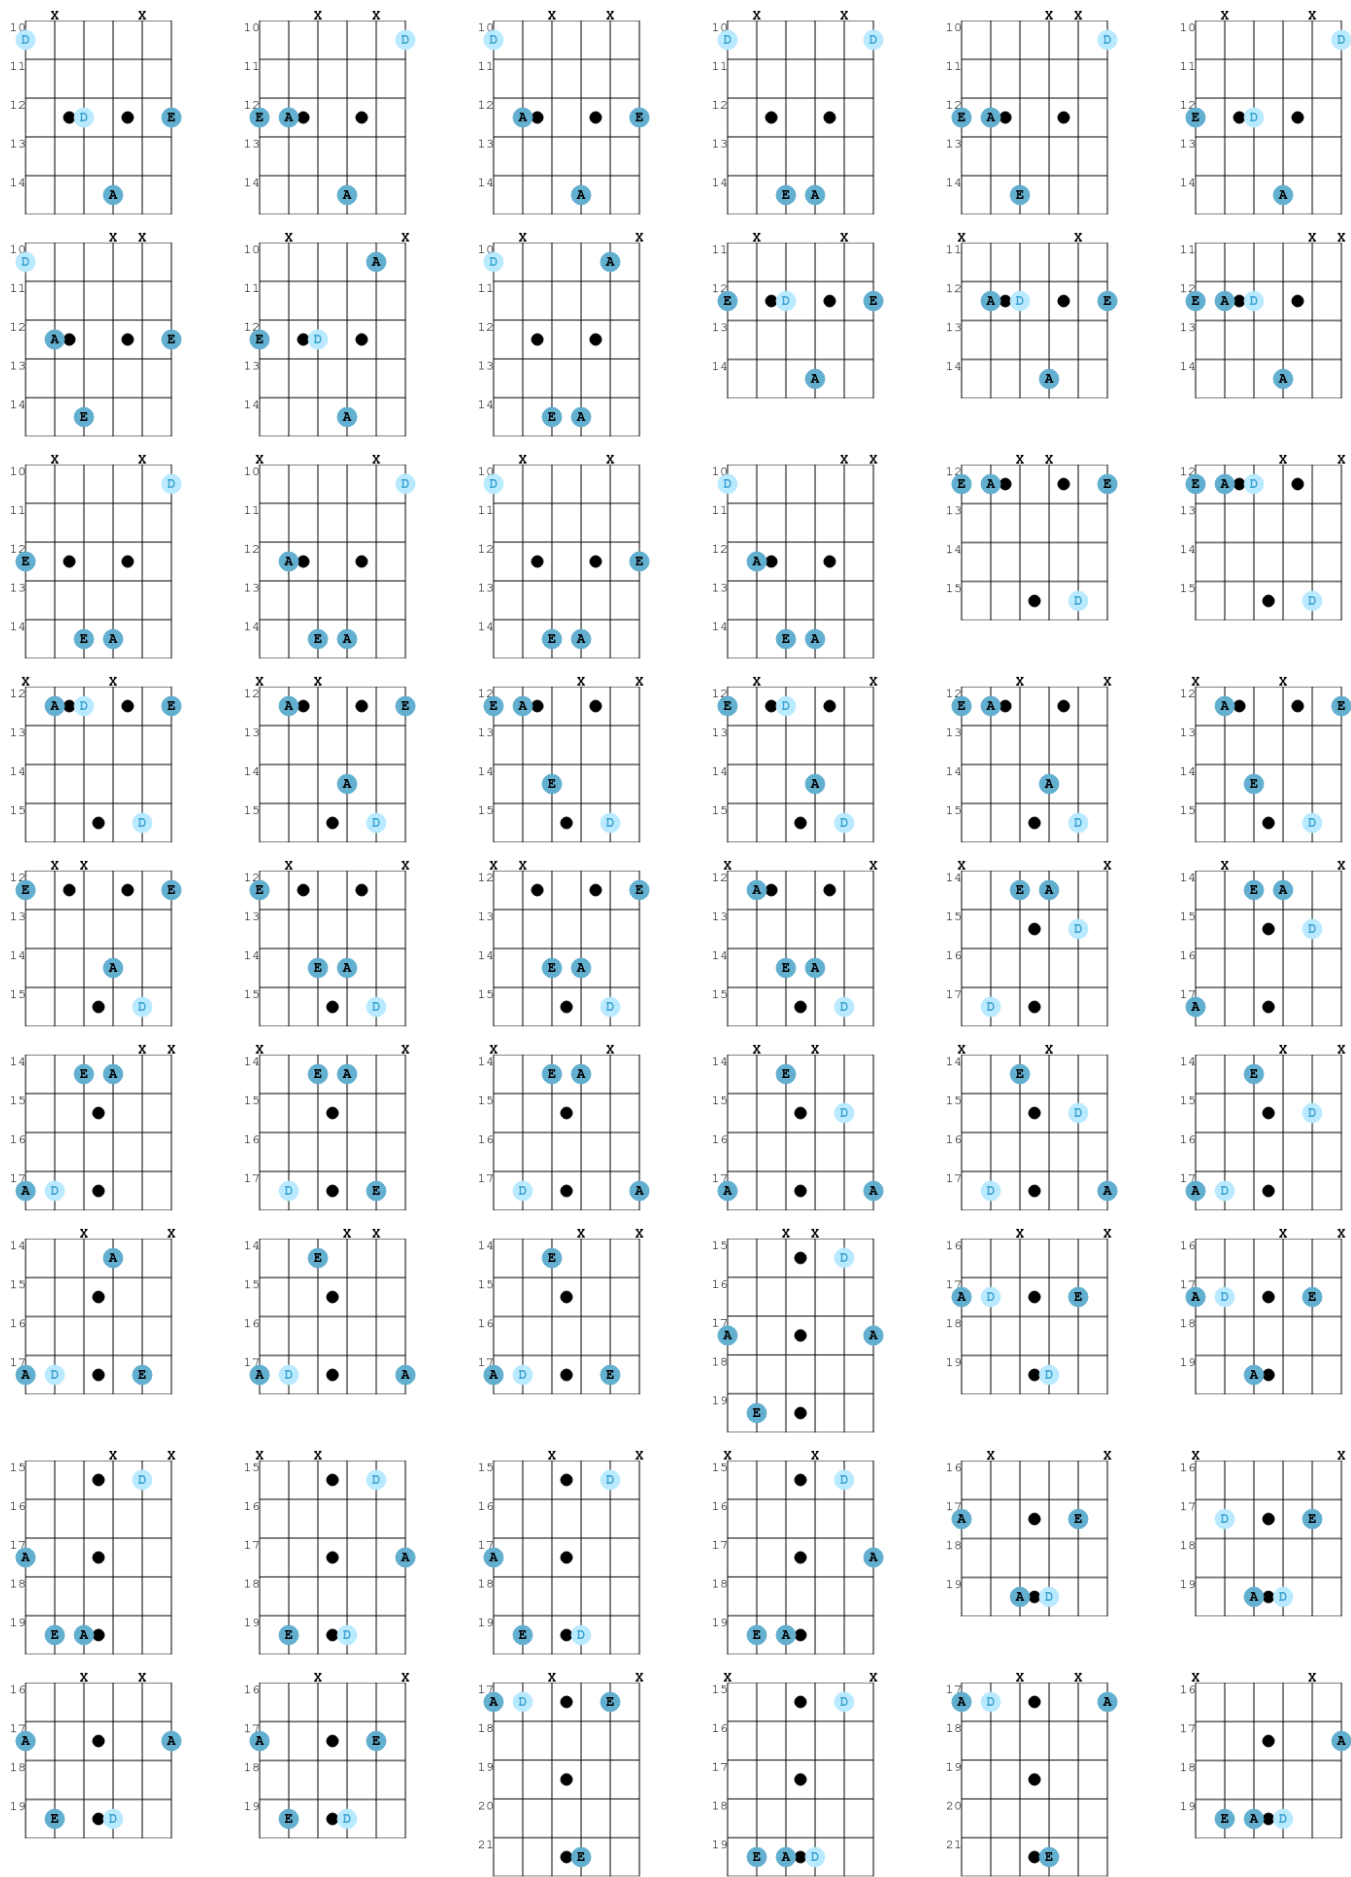 X X X X X X X X X X X X
10 10 10 10 10 10
D D D D D D D
11 11 11 11 11 11
12 12 12 12 12 12
D E E A A E E A E D
13 13 13 13 13 13
14 14 14 14 14 14
A A A E A E A
X X X X X X X X X X X X
10 10 10 11 11 11
D A D A
11 11 11 12 12 12
E D E A D E E A D
12 12 12 13 13 13
A E E D
13 13 13 14 14 14
A A A
14 14 14
E A E A
X X X X X X X X X X X X
10 10 10 10 12 12
D D D D E A E E A D
11 11 11 11 13 13
12 12 12 12 14 14
E A E A
13 13 13 13 15 15
D D
14 14 14 14
E A E A E A E A
X X X X X X X X X X X X
12 12 12 12 12 12
A D E A E E A E D E A A E
13 13 13 13 13 13
14 14 14 14 14 14
A E A A E
15 15 15 15 15 15
D D D D D D
X X X X X X X X X X X X
12 12 12 12 14 14
E E E E A E A E A
13 13 13 13 15 15
D D
14 14 14 14 16 16
A E A E A E A
15 15 15 15 17 17
D D D D D A
X X X X X X X X X X X X
14 14 14 14 14 14
E A E A E A E E E
15 15 15 15 15 15
D D D
16 16 16 16 16 16
17 17 17 17 17 17
A D D E D A A A D A A D
X X X X X X X X X X X X
14 14 14 15 16 16
A E E D
15 15 15 16 17 17
A D E A D E
16 16 16 17 18 18
A A
17 17 17 18 19 19
A D E A D A A D E D A
19
E
X X X X X X X X X X X X
15 15 15 15 16 16
D D D D
16 16 16 16 17 17
A E D E
17 17 17 17 18 18
A A A A
18 18 18 18 19 19
A D A D
19 19 19 19
E A E D E D E A
X X X X X X X X X X X X
16 16 17 15 17 16
A D E D A D A
17 17 18 16 18 17
A A A E A
18 18 19 17 19 18
19 19 20 18 20 19
E D E D E A D
21 19 21
E E A D E